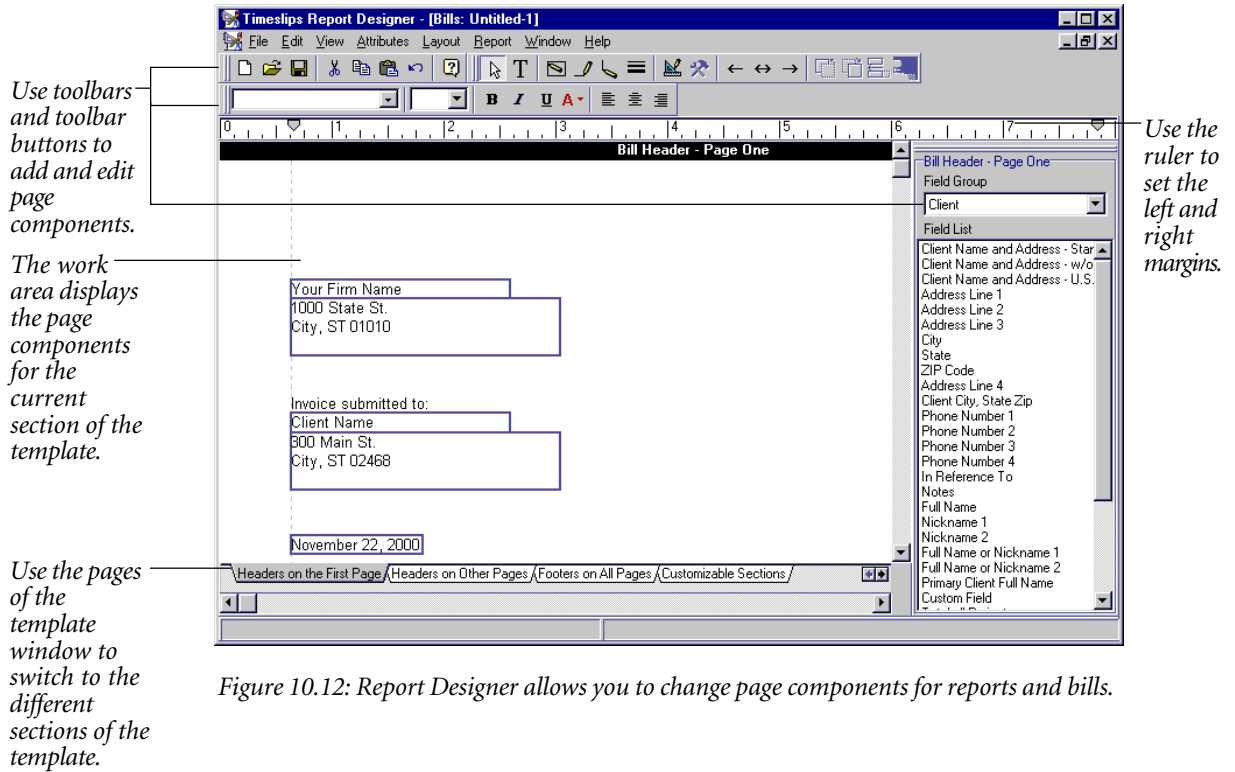 Timeslips Report Designer - [Bills: Untitled-1]
File Edit View Attributes Layout Report Window Help
T
B I U A
0 1 2 3 4 5 6 7
Use toolbars
and toolbar
buttons to
add and edit
page
components.
The work
area displays
the page
components
for the
current
section of the
template.
Use the pages
of the
template
window to
switch to the
different
sections of the
template.
Bill Header - Page One
Your Firm Name
1000 State St.
City, ST 01010
Invoice submitted to:
Client Name
300 Main St.
City, ST 02468
November 22, 2000
Headers on the First Page Headers on Other Pages Footers on All Pages Customizable Sections
Bill Header - Page One
Field Group
Client
Field List
Client Name and Address - Star
Client Name and Address - w/o
Client Name and Address - U.S.
Address Line 1
Address Line 2
Address Line 3
City
State
ZIP Code
Address Line 4
Client City, State Zip
Phone Number 1
Phone Number 2
Phone Number 3
Phone Number 4
In Reference To
Notes
Full Name
Nickname 1
Nickname 2
Full Name or Nickname 1
Full Name or Nickname 2
Primary Client Full Name
Custom Field
Use the
ruler to
set the
left and
right
margins.
Figure 10.12: Report Designer allows you to change page components for reports and bills.